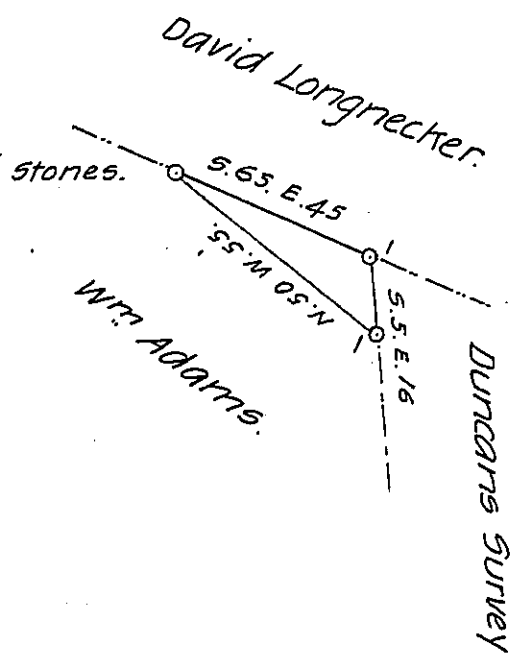 David Longnecker.
stones.
S.65. E.45
N.50 W.55.
S.5.E.16
Wm Adams.
Duncans Survey